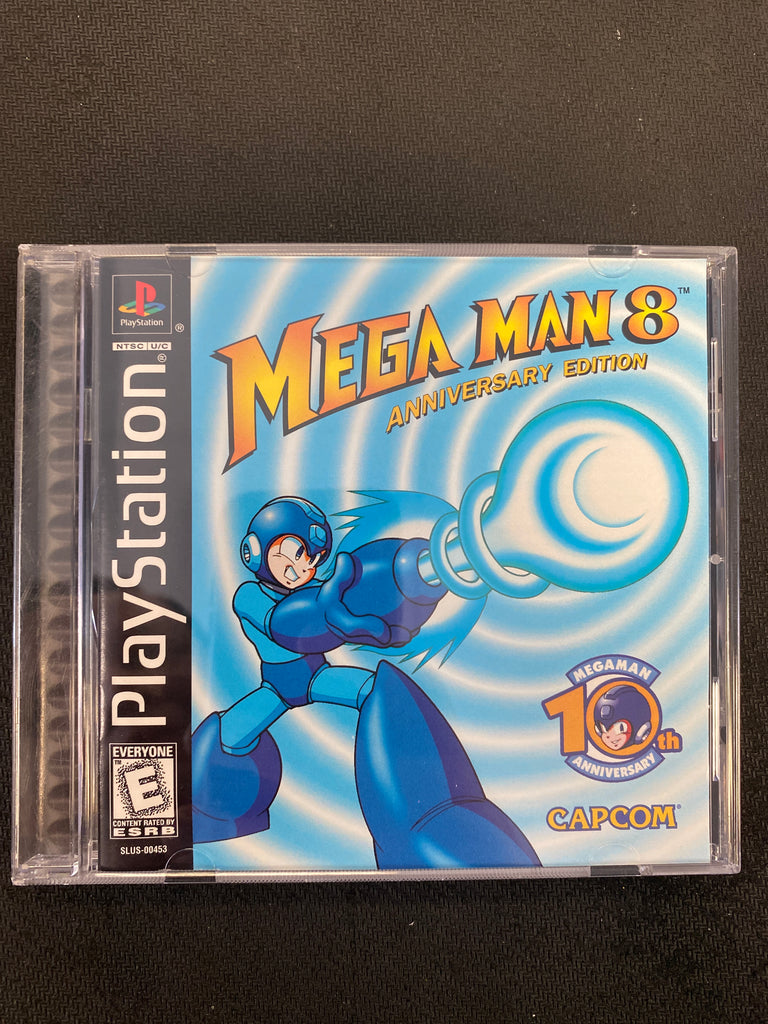 PlayStation
®
NTSC U/C
PlayStation®
EVERYONE
™
E
CONTENT RATED BY
ESRB
SLUS-00453
MEGA MAN 8™
ANNIVERSARY EDITION
MEGAMAN
10th
ANNIVERSARY
CAPCOM®